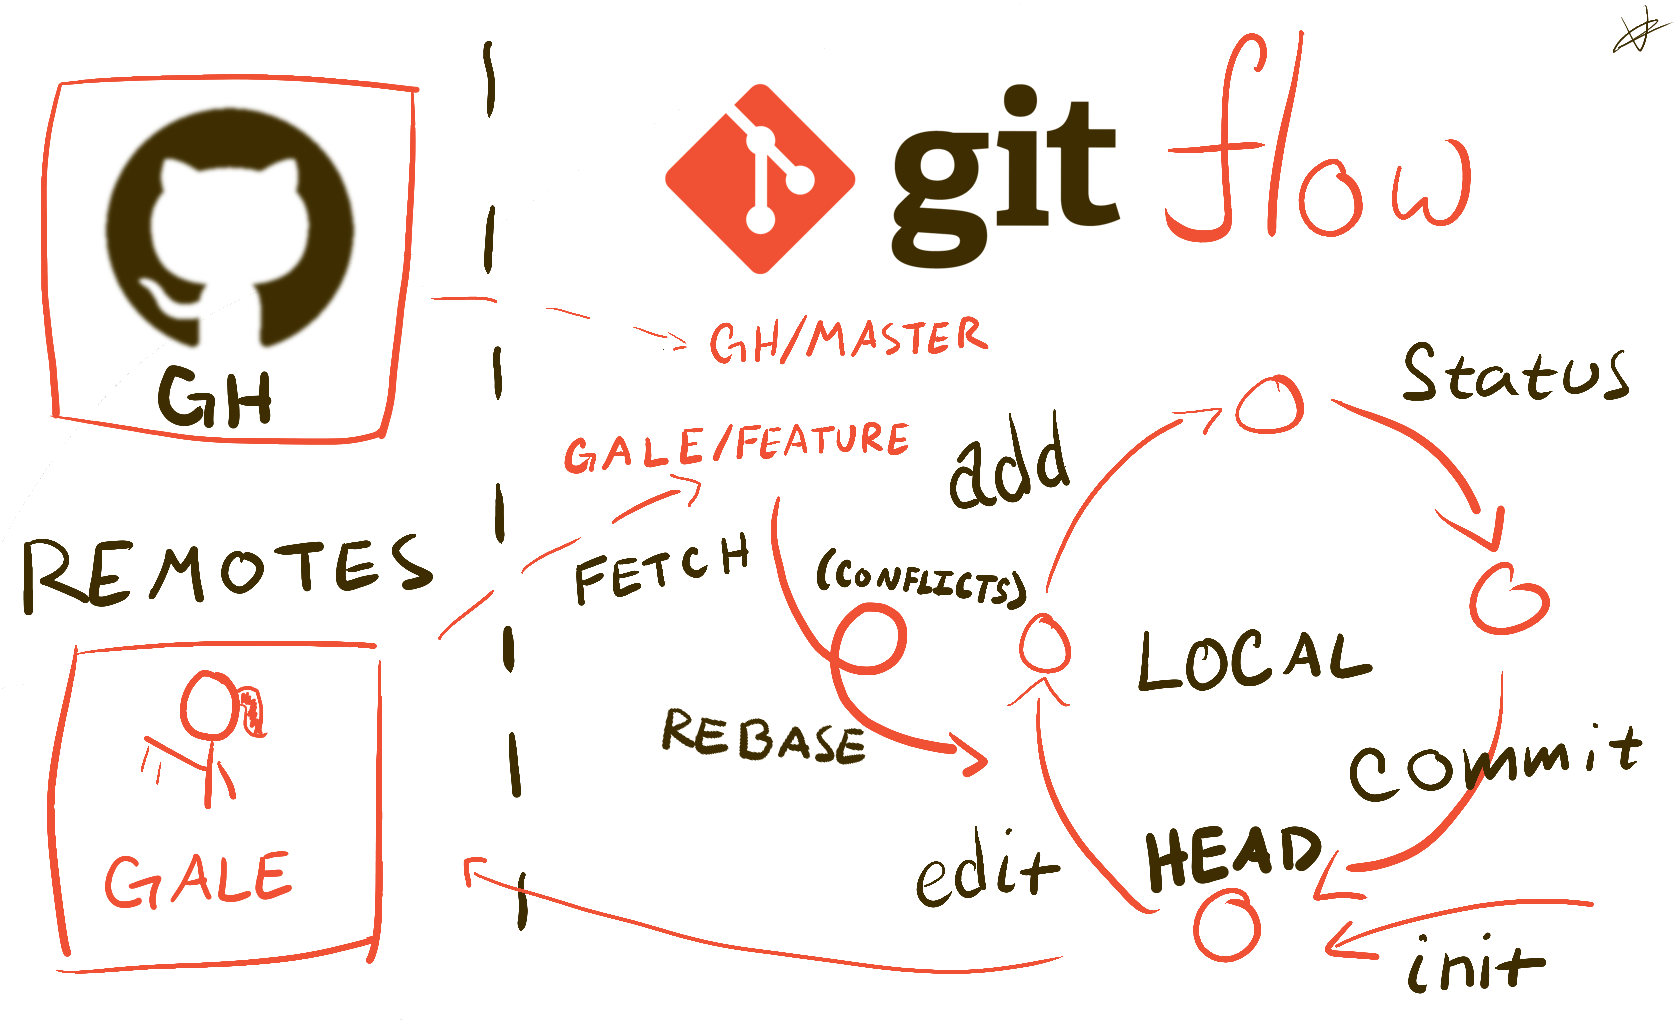 git flow
GH
GH/MASTER
Status
GALE/FEATURE
add
REMOTES
FETCH
(CONFLICTS)
LOCAL
REBASE
commit
HEAD
edit
GALE
init